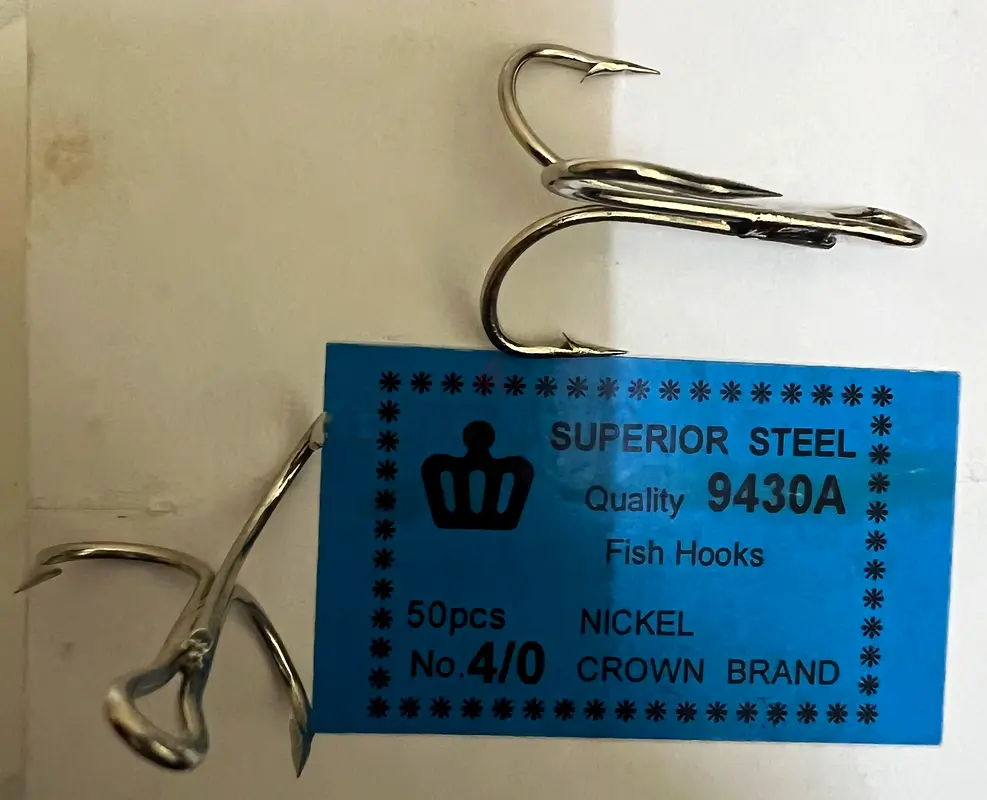 SUPERIOR STEEL
Quality 9430A
Fish Hooks
50pcs NICKEL
No.4/0 CROWN BRAND